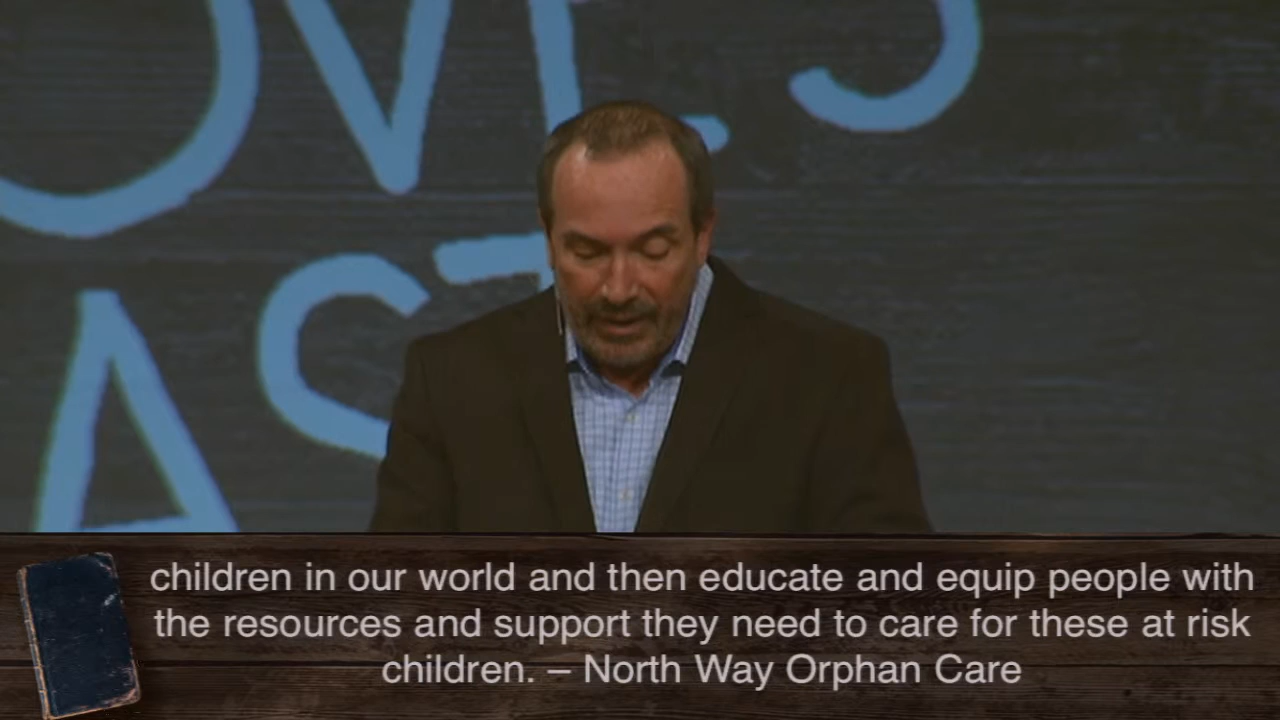 children in our world and then educate and equip people with
the resources and support they need to care for these at risk
children. – North Way Orphan Care